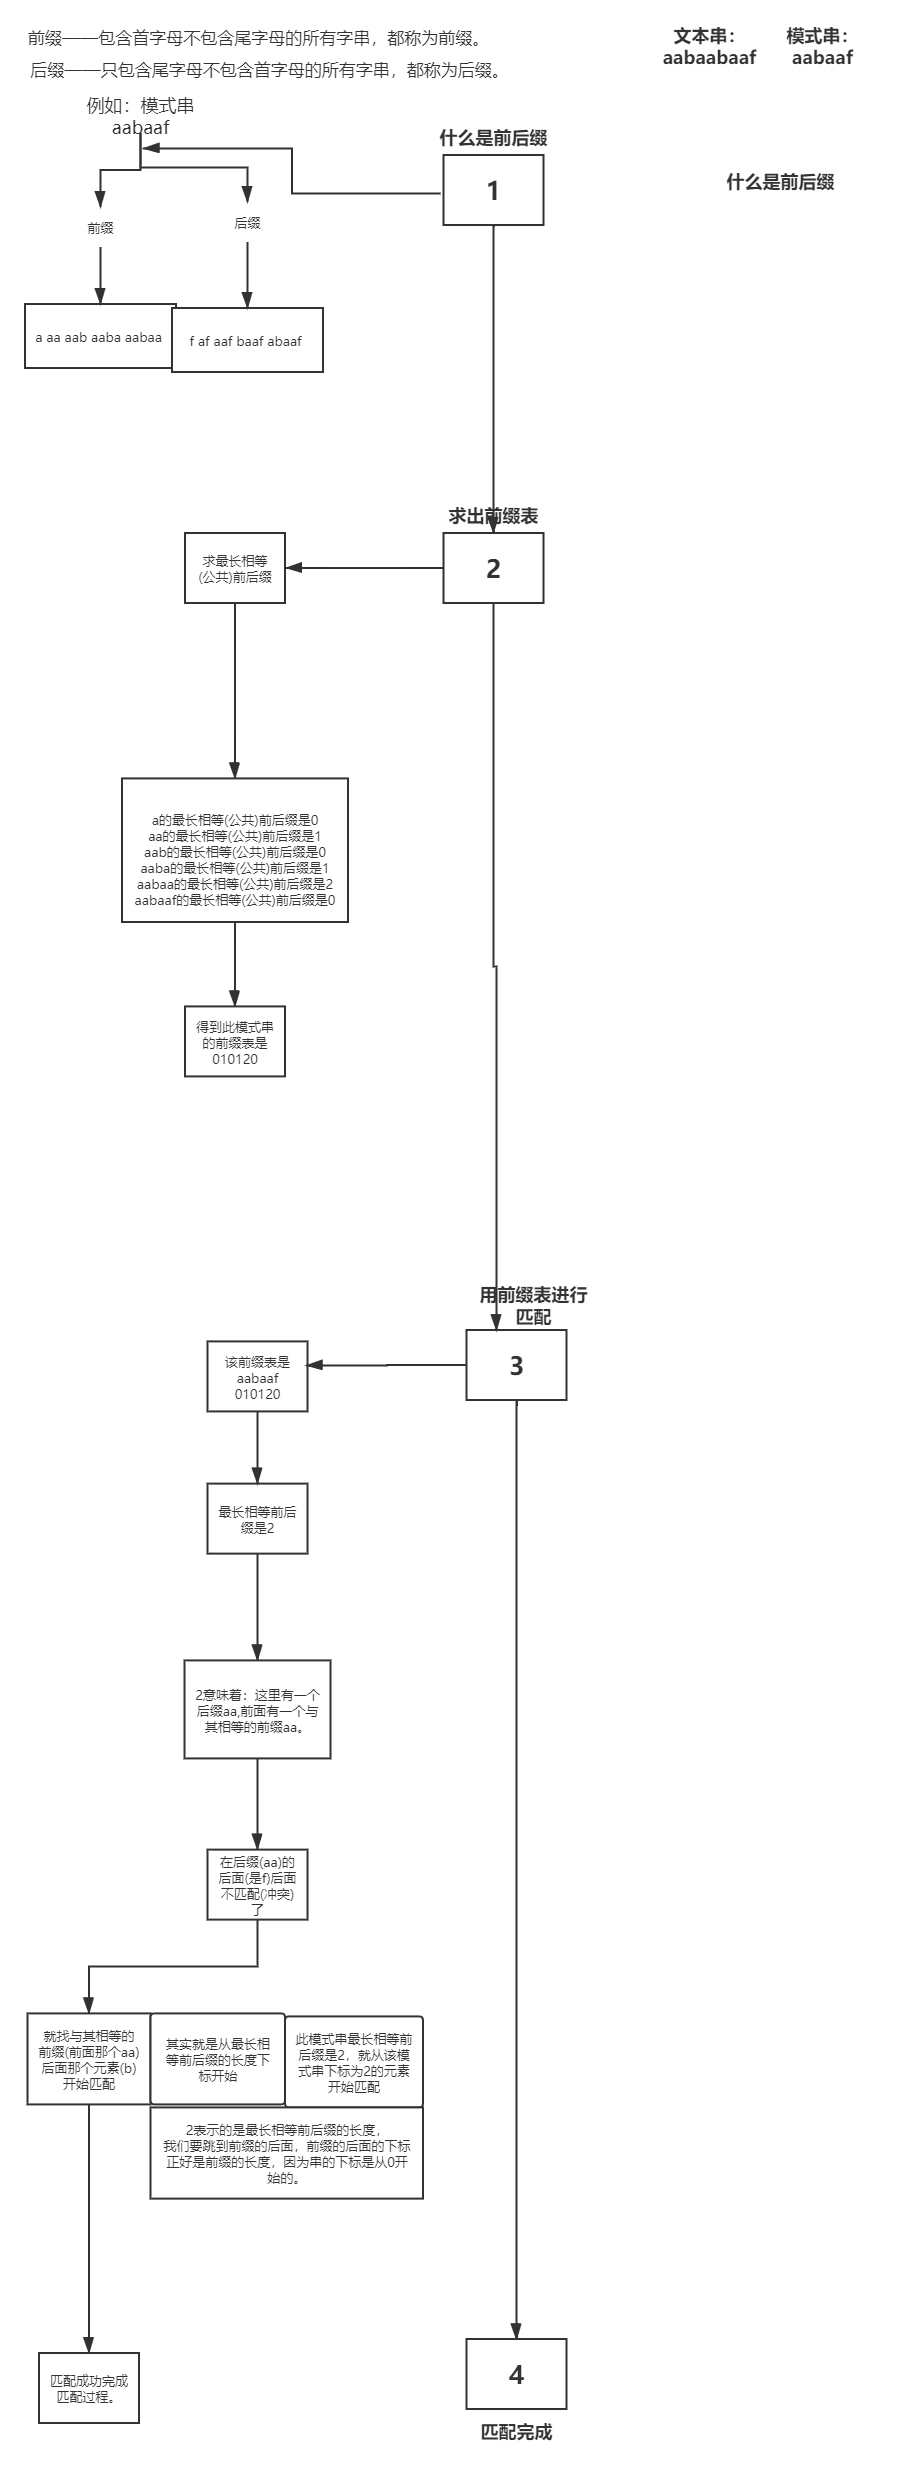 前缀——包含首字母不包含尾字母的所有字串，都称为前缀。
后缀——只包含尾字母不包含首字母的所有字串，都称为后缀。
文本串：
aabaabaaf
模式串：
aabaaf
例如：模式串
aabaaf
什么是前后缀
1
什么是前后缀
前缀
后缀
a aa aab aaba aabaa
f af aaf baaf abaaf
求出前缀表
2
求最长相等
(公共)前后缀
a的最长相等(公共)前后缀是0
aa的最长相等(公共)前后缀是1
aab的最长相等(公共)前后缀是0
aaba的最长相等(公共)前后缀是1
aabaa的最长相等(公共)前后缀是2
aabaaf的最长相等(公共)前后缀是0
得到此模式串
的前缀表是
010120
用前缀表进行
匹配
3
该前缀表是
aabaaf
010120
最长相等前后
缀是2
2意味着：这里有一个
后缀aa,前面有一个与
其相等的前缀aa。
在后缀(aa)的
后面(是f)后面
不匹配(冲突)
了
就找与其相等的
前缀(前面那个aa)
后面那个元素(b)
开始匹配
其实就是从最长相
等前后缀的长度下
标开始
此模式串最长相等前
后缀是2，就从该模
式串下标为2的元素
开始匹配
2表示的是最长相等前后缀的长度，
我们要跳到前缀的后面，前缀的后面的下标
正好是前缀的长度，因为串的下标是从0开
始的。
匹配成功完成
匹配过程。
4
匹配完成